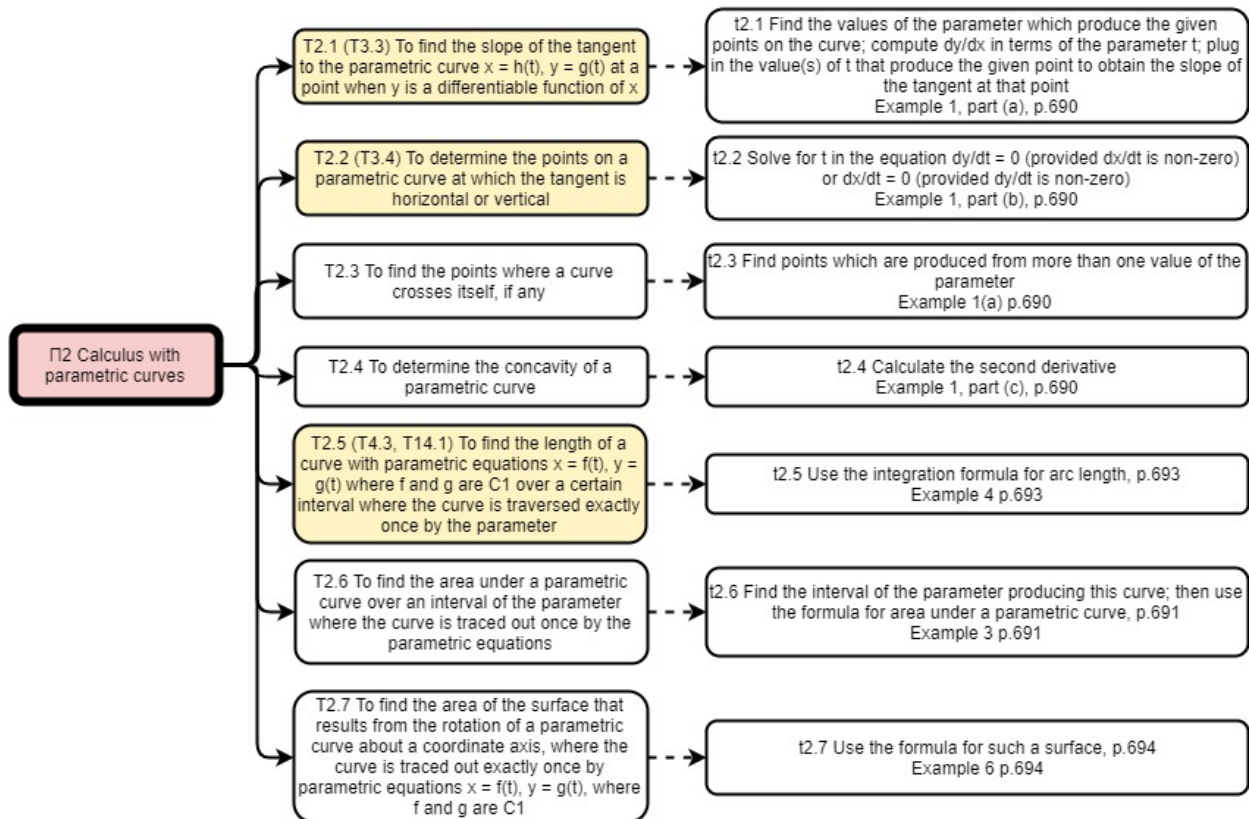 T2.1 (T3.3) To find the slope of the tangent
to the parametric curve x = h(t), y = g(t) at a
point when y is a differentiable function of x
t2.1 Find the values of the parameter which produce the given
points on the curve; compute dy/dx in terms of the parameter t; plug
in the value(s) of t that produce the given point to obtain the slope of
the tangent at that point
Example 1, part (a), p.690
T2.2 (T3.4) To determine the points on a
parametric curve at which the tangent is
horizontal or vertical
t2.2 Solve for t in the equation dy/dt = 0 (provided dx/dt is non-zero)
or dx/dt = 0 (provided dy/dt is non-zero)
Example 1, part (b), p.690
T2.3 To find the points where a curve
crosses itself, if any
t2.3 Find points which are produced from more than one value of the
parameter
Example 1(a) p.690
Π2 Calculus with
parametric curves
T2.4 To determine the concavity of a
parametric curve
t2.4 Calculate the second derivative
Example 1, part (c), p.690
T2.5 (T4.3, T14.1) To find the length of a
curve with parametric equations x = f(t), y =
g(t) where f and g are C1 over a certain
interval where the curve is traversed exactly
once by the parameter
t2.5 Use the integration formula for arc length, p.693
Example 4 p.693
T2.6 To find the area under a parametric
curve over an interval of the parameter
where the curve is traced out once by the
parametric equations
t2.6 Find the interval of the parameter producing this curve; then use
the formula for area under a parametric curve, p.691
Example 3 p.691
T2.7 To find the area of the surface that
results from the rotation of a parametric
curve about a coordinate axis, where the
curve is traced out exactly once by
parametric equations x = f(t), y = g(t), where
f and g are C1
t2.7 Use the formula for such a surface, p.694
Example 6 p.694